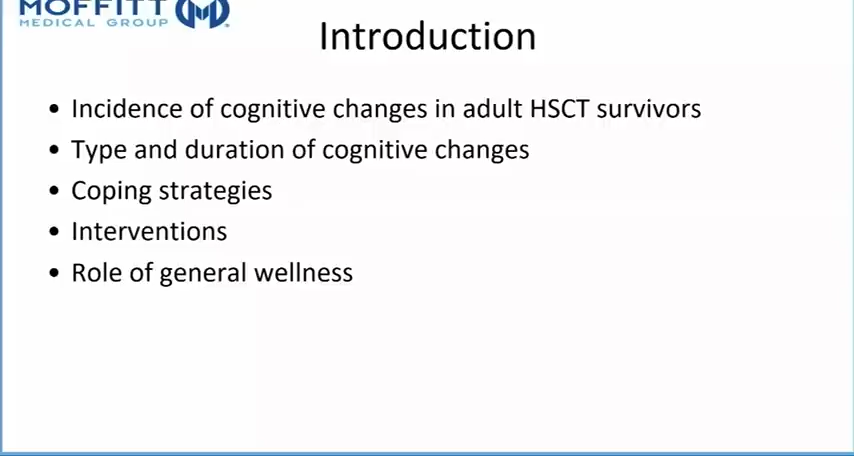 MOFFITT
MEDICAL GROUP
Introduction
• Incidence of cognitive changes in adult HSCT survivors
• Type and duration of cognitive changes
• Coping strategies
• Interventions
• Role of general wellness